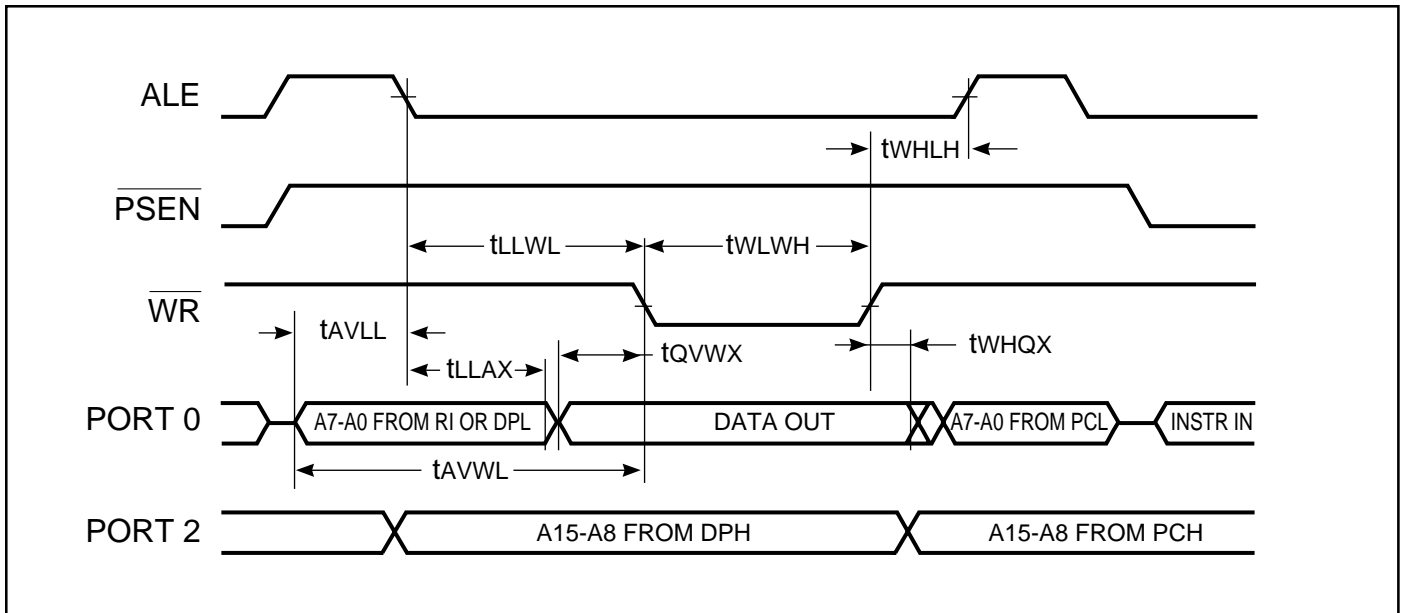 ALE
tWHLH
PSEN
tLLWL
tWLWH
WR
tAVLL
tLLAX
tQVWX
tWHQX
PORT 0
A7-A0 FROM RI OR DPL
DATA OUT
A7-A0 FROM PCL
INSTR IN
tAVWL
PORT 2
A15-A8 FROM DPH
A15-A8 FROM PCH